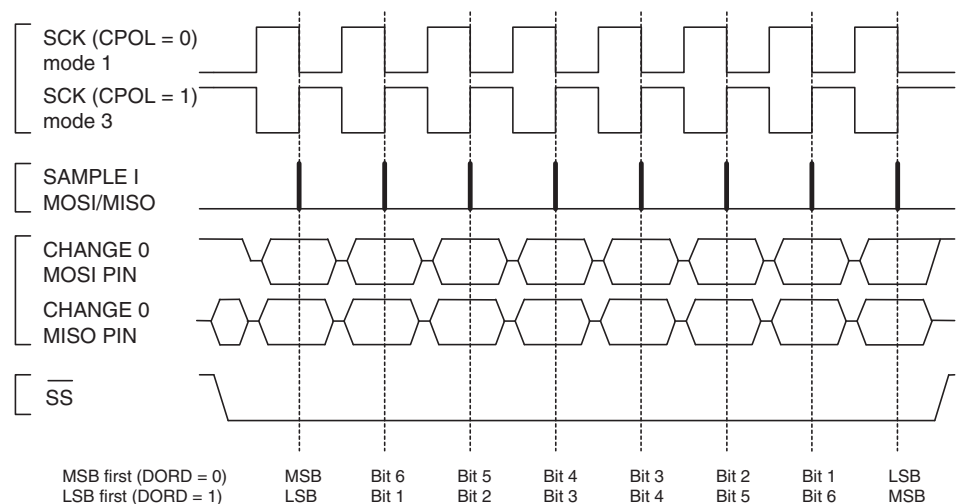 SCK (CPOL = 0)
mode 1
SCK (CPOL = 1)
mode 3
SAMPLE I
MOSI/MISO
CHANGE 0
MOSI PIN
CHANGE 0
MISO PIN
SS
MSB first (DORD = 0) MSB Bit 6 Bit 5 Bit 4 Bit 3 Bit 2 Bit 1 LSB
LSB first (DORD = 1) LSB Bit 1 Bit 2 Bit 3 Bit 4 Bit 5 Bit 6 MSB